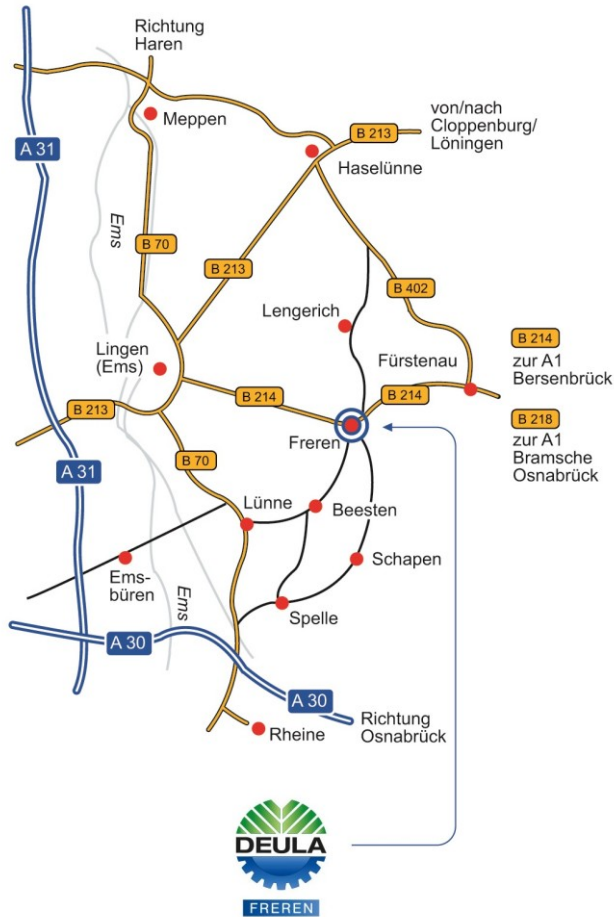 Richtung
Haren
Meppen
B 213
von/nach
Cloppenburg/
Löningen
A 31
Haselünne
Ems
B 70
B 213
B 402
Lengerich
B 214
zur A1
Bersenbrück
Lingen
(Ems)
Fürstenau
B 213
B 214
B 214
B 218
zur A1
Bramsche
Osnabrück
Freren
A 31
B 70
Lünne
Beesten
Schapen
Ems-
büren
Ems
Spelle
A 30
A 30
Richtung
Osnabrück
Rheine
DEULA
FREREN